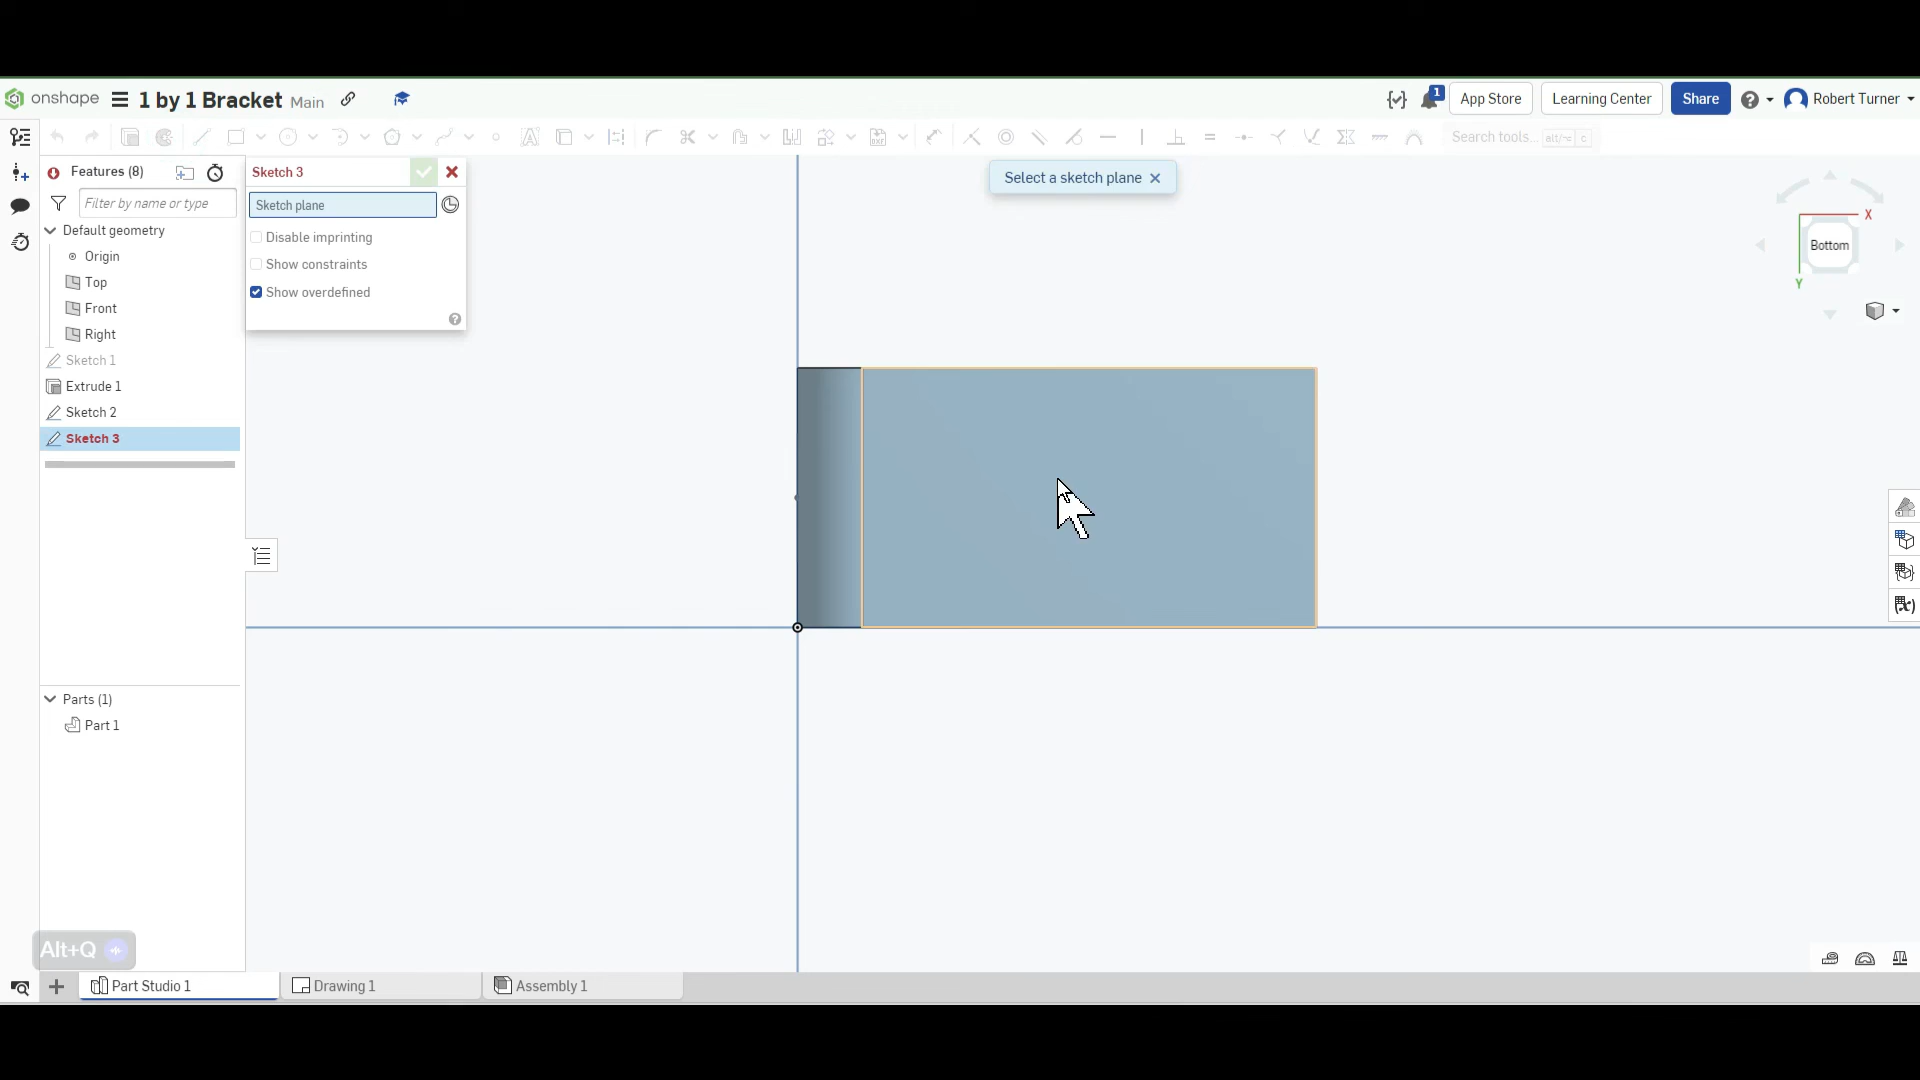 onshape 1 by 1 Bracket Main
1 App Store Learning Center Share Robert Turner
Search tools... alt/⌥ c
Features (8)
Filter by name or type
Default geometry
Origin
Top
Front
Right
Sketch 1
Extrude 1
Sketch 2
Sketch 3
Parts (1)
Part 1
Sketch 3
Sketch plane
Disable imprinting
Show constraints
Show overdefined
Select a sketch plane
X
Bottom
Y
Alt+Q
Part Studio 1 Drawing 1 Assembly 1